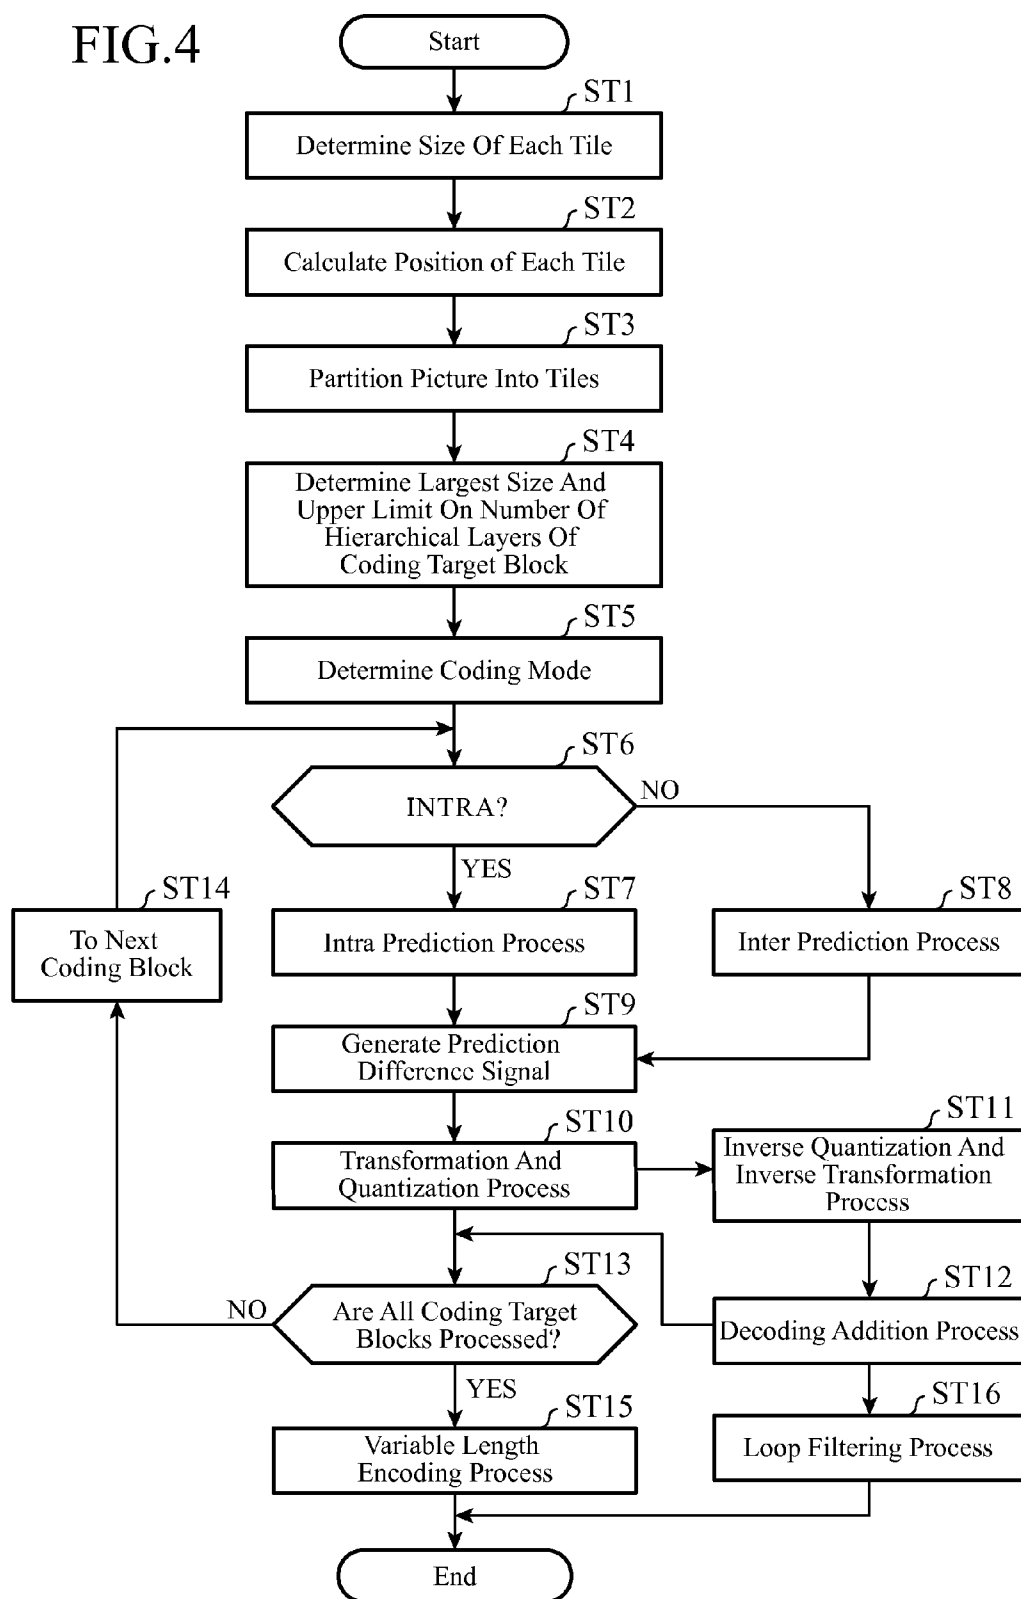 FIG.4
Start
ST1
Determine Size Of Each Tile
ST2
Calculate Position of Each Tile
ST3
Partition Picture Into Tiles
ST4
Determine Largest Size And
Upper Limit On Number Of
Hierarchical Layers Of
Coding Target Block
ST5
Determine Coding Mode
ST6
INTRA?
NO
YES
ST14
To Next
Coding Block
ST7
Intra Prediction Process
ST8
Inter Prediction Process
ST9
Generate Prediction
Difference Signal
ST10
Transformation And
Quantization Process
ST11
Inverse Quantization And
Inverse Transformation
Process
ST13
Are All Coding Target
Blocks Processed?
NO
YES
ST12
Decoding Addition Process
ST15
Variable Length
Encoding Process
ST16
Loop Filtering Process
End